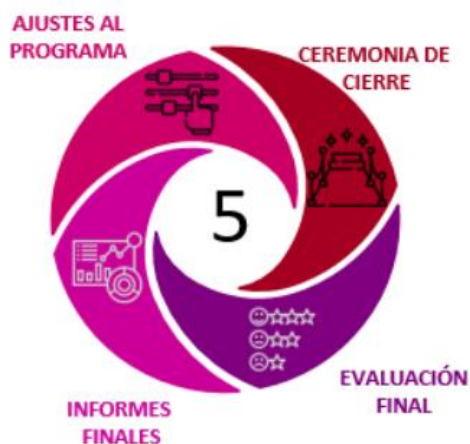 AJUSTES AL
PROGRAMA
CEREMONIA DE
CIERRE
5
EVALUACIÓN
FINAL
INFORMES
FINALES